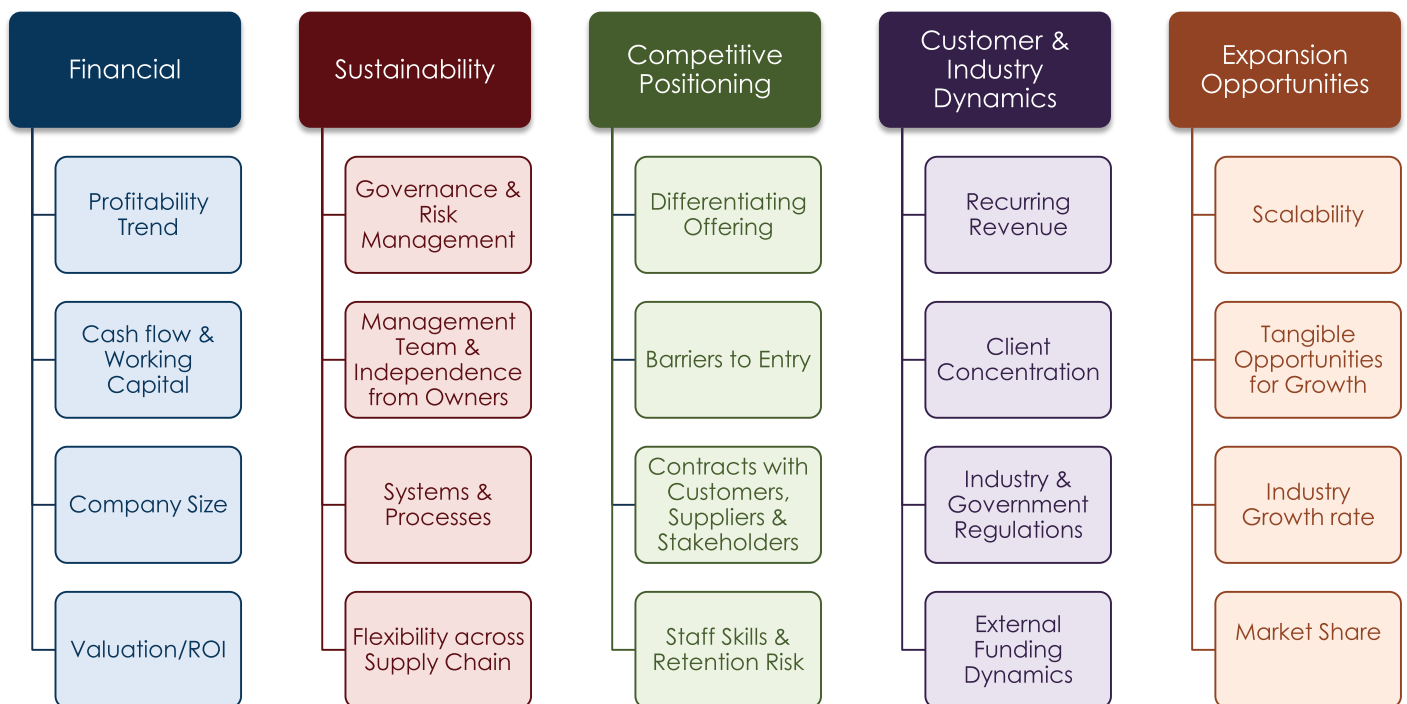 Financial
Profitability
Trend
Cash flow &
Working
Capital
Company Size
Valuation/ROI
Sustainability
Governance &
Risk
Management
Management
Team &
Independence
from Owners
Systems &
Processes
Flexibility across
Supply Chain
Competitive
Positioning
Differentiating
Offering
Barriers to Entry
Contracts with
Customers,
Suppliers &
Stakeholders
Staff Skills &
Retention Risk
Customer &
Industry
Dynamics
Recurring
Revenue
Client
Concentration
Industry &
Government
Regulations
External
Funding
Dynamics
Expansion
Opportunities
Scalability
Tangible
Opportunities
for Growth
Industry
Growth rate
Market Share